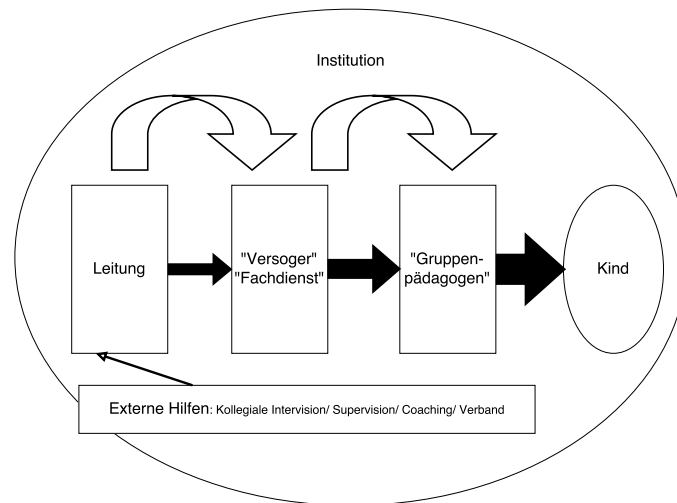 Institution
Leitung
"Versoger"
"Fachdienst"
"Gruppen-
pädagogen"
Kind
Externe Hilfen: Kollegiale Intervision/ Supervision/ Coaching/ Verband